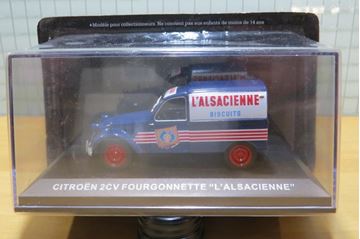 • Modèle pour collectionneurs. Ne convient pas aux enfants de moins de 14 ans •
L'ALSACIENNE
BISCUITS
CITROËN 2CV FOURGONNETTE "L'ALSACIENNE"